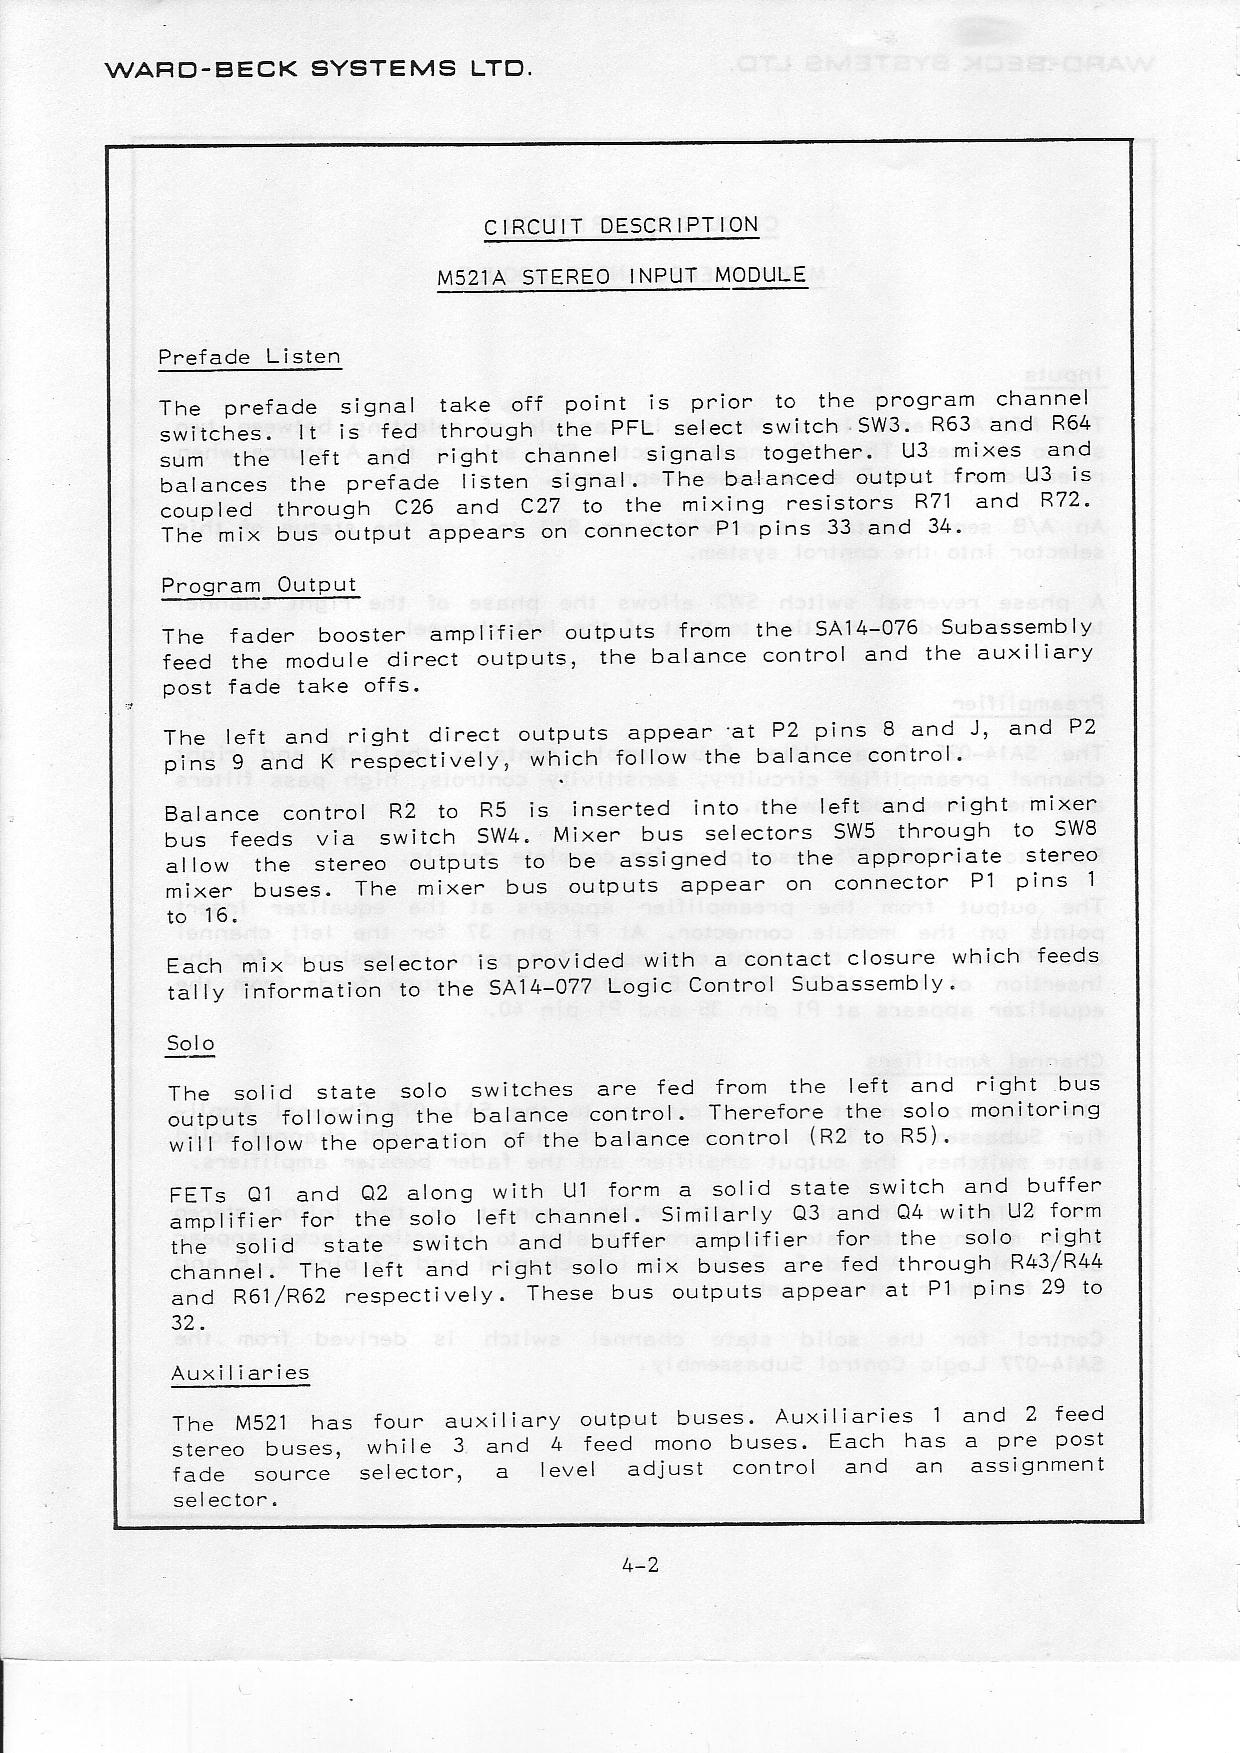 WARD-BECK SYSTEMS LTD.
CIRCUIT DESCRIPTION
M521A STEREO INPUT MODULE
Prefade Listen
The prefade signal take off point is prior to the program channel
switches. It is fed through the PFL select switch SW3. R63 and R64
sum the left and right channel signals together. U3 mixes and
balances the prefade listen signal. The balanced output from U3 is
coupled through C26 and C27 to the mixing resistors R71 and R72.
The mix bus output appears on connector P1 pins 33 and 34.
Program Output
The fader booster amplifier outputs from the SA14-076 Subassembly
feed the module direct outputs, the balance control and the auxiliary
post fade take offs.
The left and right direct outputs appear at P2 pins 8 and J, and P2
pins 9 and K respectively, which follow the balance control.
Balance control R2 to R5 is inserted into the left and right mixer
bus feeds via switch SW4. Mixer bus selectors SW5 through to SW8
allow the stereo outputs to be assigned to the appropriate stereo
mixer buses. The mixer bus outputs appear on connector P1 pins 1
to 16.
Each mix bus selector is provided with a contact closure which feeds
tally information to the SA14-077 Logic Control Subassembly.
Solo
The solid state solo switches are fed from the left and right bus
outputs following the balance control. Therefore the solo monitoring
will follow the operation of the balance control (R2 to R5).
FETs Q1 and Q2 along with U1 form a solid state switch and buffer
amplifier for the solo left channel. Similarly Q3 and Q4 with U2 form
the solid state switch and buffer amplifier for the solo right
channel. The left and right solo mix buses are fed through R43/R44
and R61/R62 respectively. These bus outputs appear at P1 pins 29 to
32.
Auxiliaries
The M521 has four auxiliary output buses. Auxiliaries 1 and 2 feed
stereo buses, while 3 and 4 feed mono buses. Each has a pre post
fade source selector, a level adjust control and an assignment
selector.
4-2